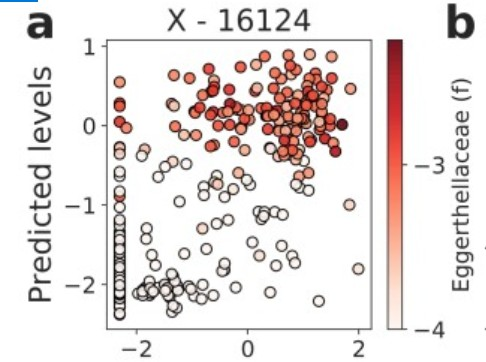 a
X - 16124
b
Predicted levels
1
0
−1
−2
−2
0
2
−3
−4
Eggerthellaceae (f)